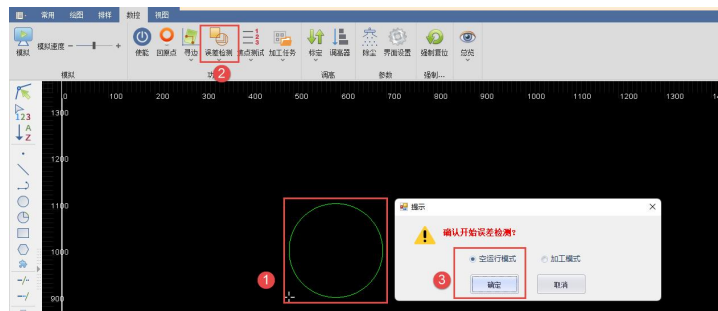 常用 绘图 排样 数控 视图
模拟 模拟速度 − + 使能 回原点 寻边 误差检测 焦点测试 加工任务 标定 调高器 除尘 界面设置 强制复位 总览
模拟 功 2 调高 参数 强制...
0 100 200 300 400 500 600 700 800 900 1000 1100 1200 1300
123
1300
A
Z
1200
1100
提示
确认开始误差检测?
1000
空运行模式 加工模式
1
3
确定 取消
900